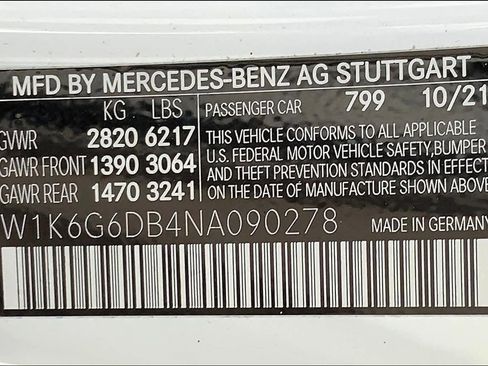 MFD BY MERCEDES-BENZ AG STUTTGART
KG LBS PASSENGER CAR 799 10/21
GVWR 2820 6217 THIS VEHICLE CONFORMS TO ALL APPLICABLE
GAWR FRONT 1390 3064 U.S. FEDERAL MOTOR VEHICLE SAFETY, BUMPER
GAWR REAR 1470 3241 AND THEFT PREVENTION STANDARDS IN
EFFECT ON THE DATE OF MANUFACTURE SHOWN ABOVE.
W1K6G6DB4NA090278 MADE IN GERMANY